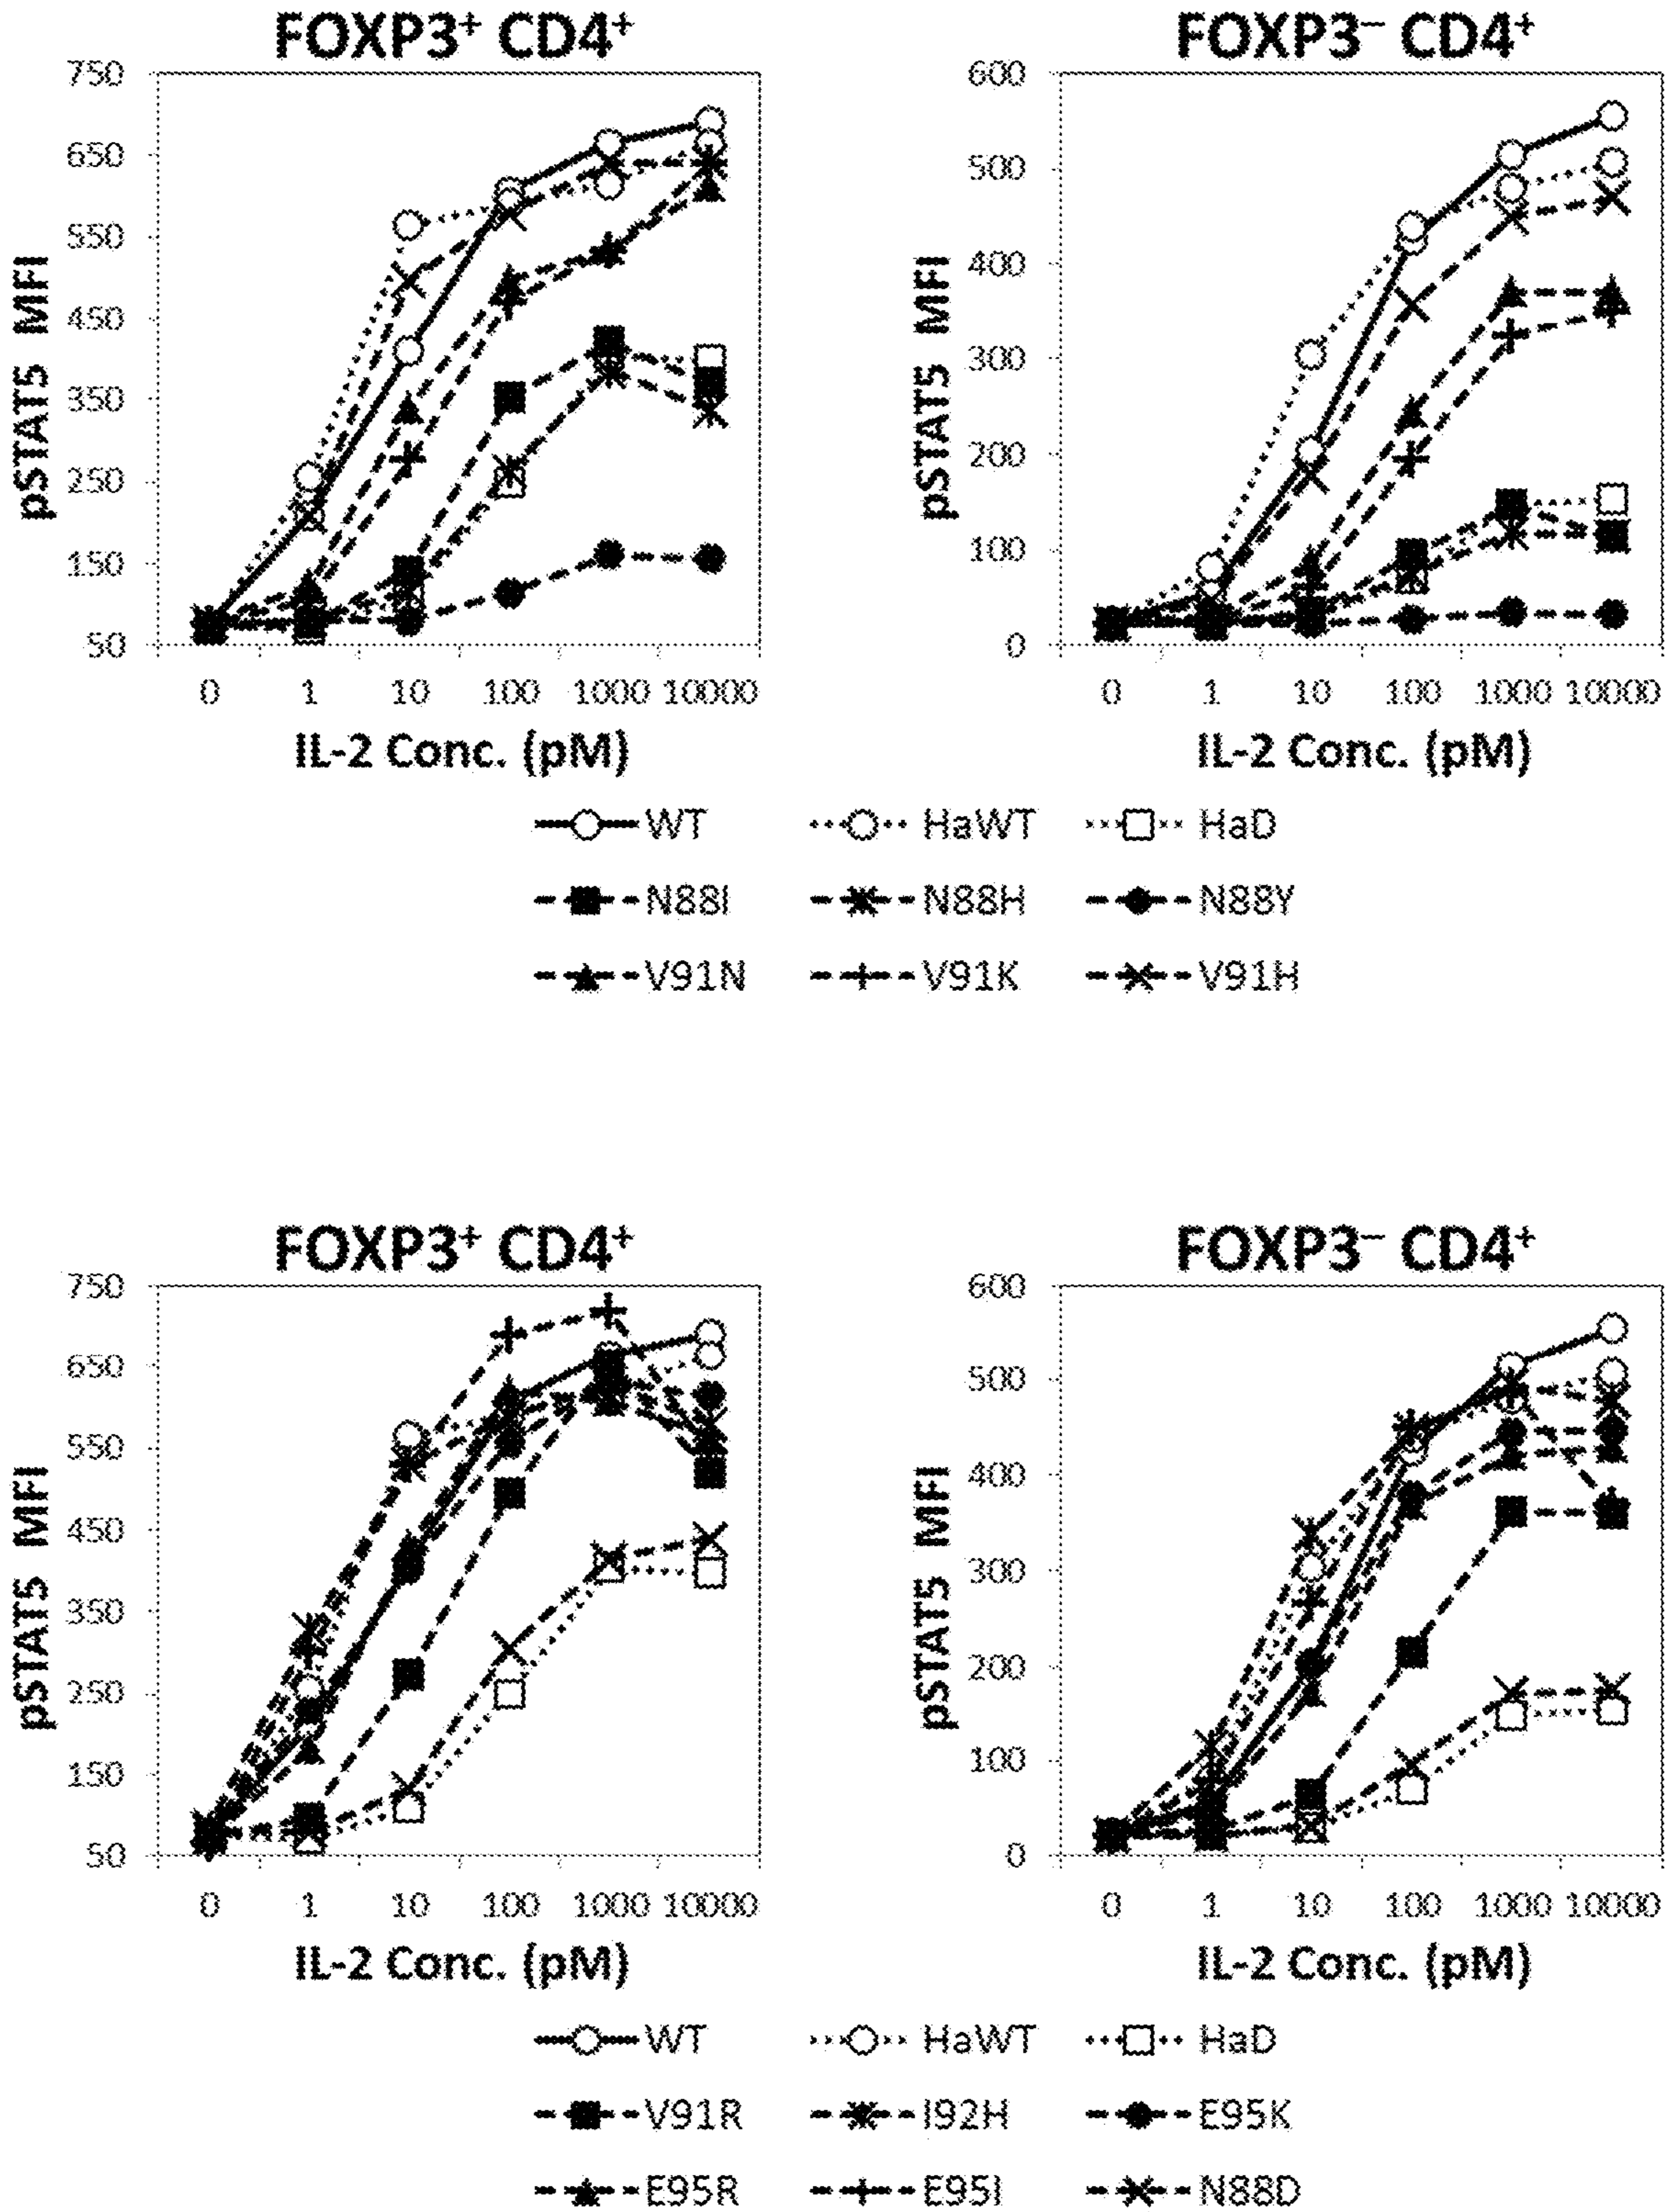 FOXP3⁺ CD4⁺
750
650
550
450
350
250
150
50
pSTAT5 MFI
0 1 10 100 1000 10000
IL-2 Conc. (pM)
FOXP3⁻ CD4⁺
600
500
400
300
200
100
0
pSTAT5 MFI
0 1 10 100 1000 10000
IL-2 Conc. (pM)
WT HaWT HaD
N88I N88H N88Y
V91N V91K V91H
FOXP3⁺ CD4⁺
750
650
550
450
350
250
150
50
pSTAT5 MFI
0 1 10 100 1000 10000
IL-2 Conc. (pM)
FOXP3⁻ CD4⁺
600
500
400
300
200
100
0
pSTAT5 MFI
0 1 10 100 1000 10000
IL-2 Conc. (pM)
WT HaWT HaD
V91R I92H E95K
E95R E95I N88D